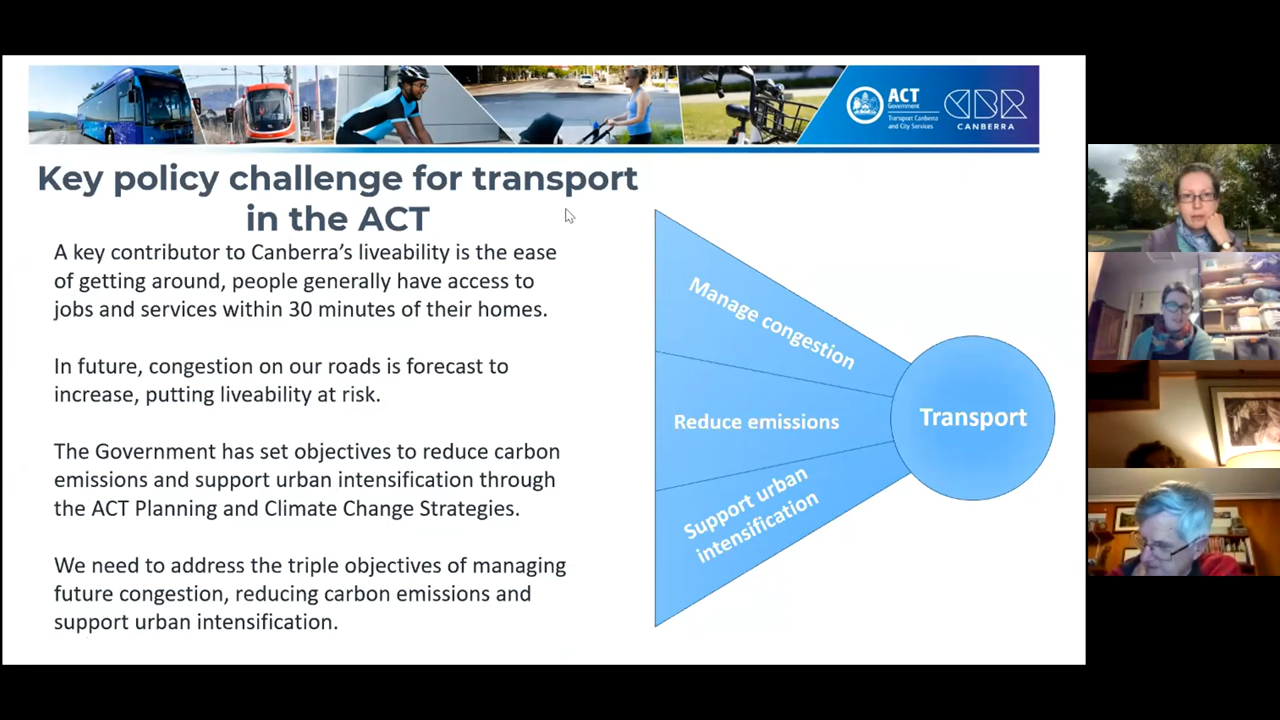 ACT
Government
Transport Canberra
and City Services
CBR
CANBERRA
Key policy challenge for transport
in the ACT
A key contributor to Canberra’s liveability is the ease
of getting around, people generally have access to
jobs and services within 30 minutes of their homes.
In future, congestion on our roads is forecast to
increase, putting liveability at risk.
The Government has set objectives to reduce carbon
emissions and support urban intensification through
the ACT Planning and Climate Change Strategies.
We need to address the triple objectives of managing
future congestion, reducing carbon emissions and
support urban intensification.
Manage congestion
Reduce emissions
Support urban
intensification
Transport